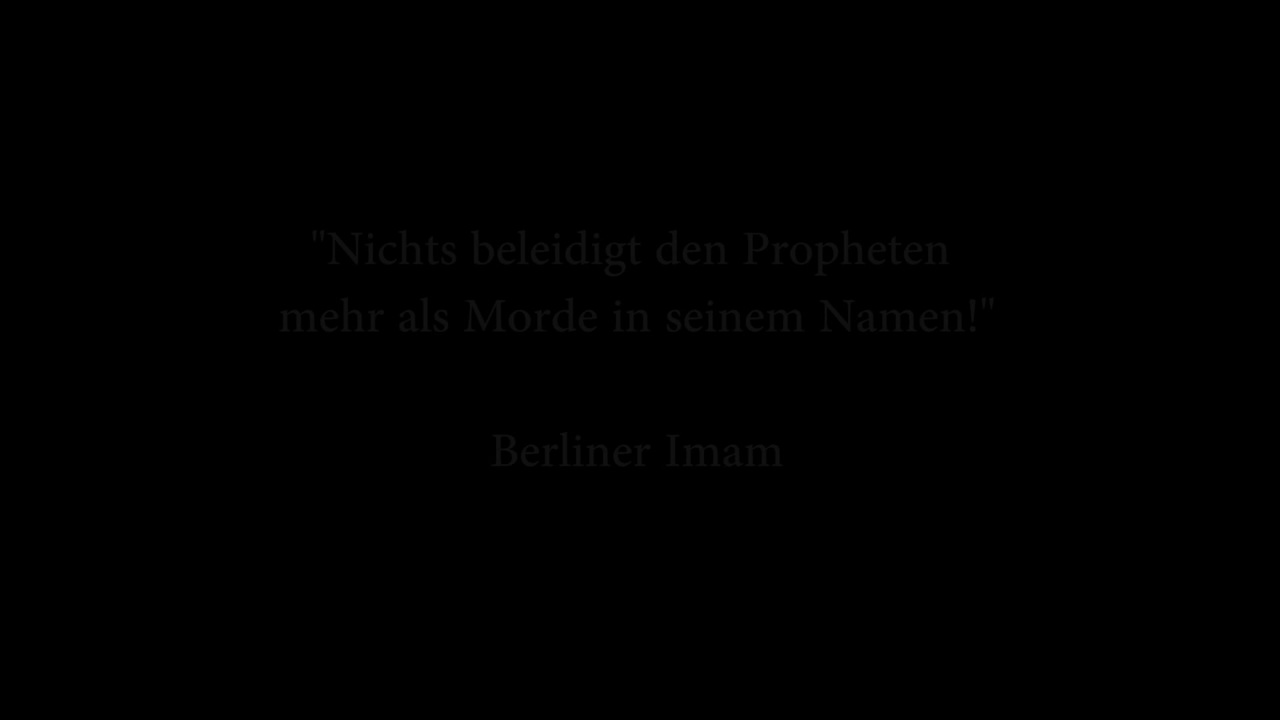 "Nichts beleidigt den Propheten
mehr als Morde in seinem Namen!"
Berliner Imam